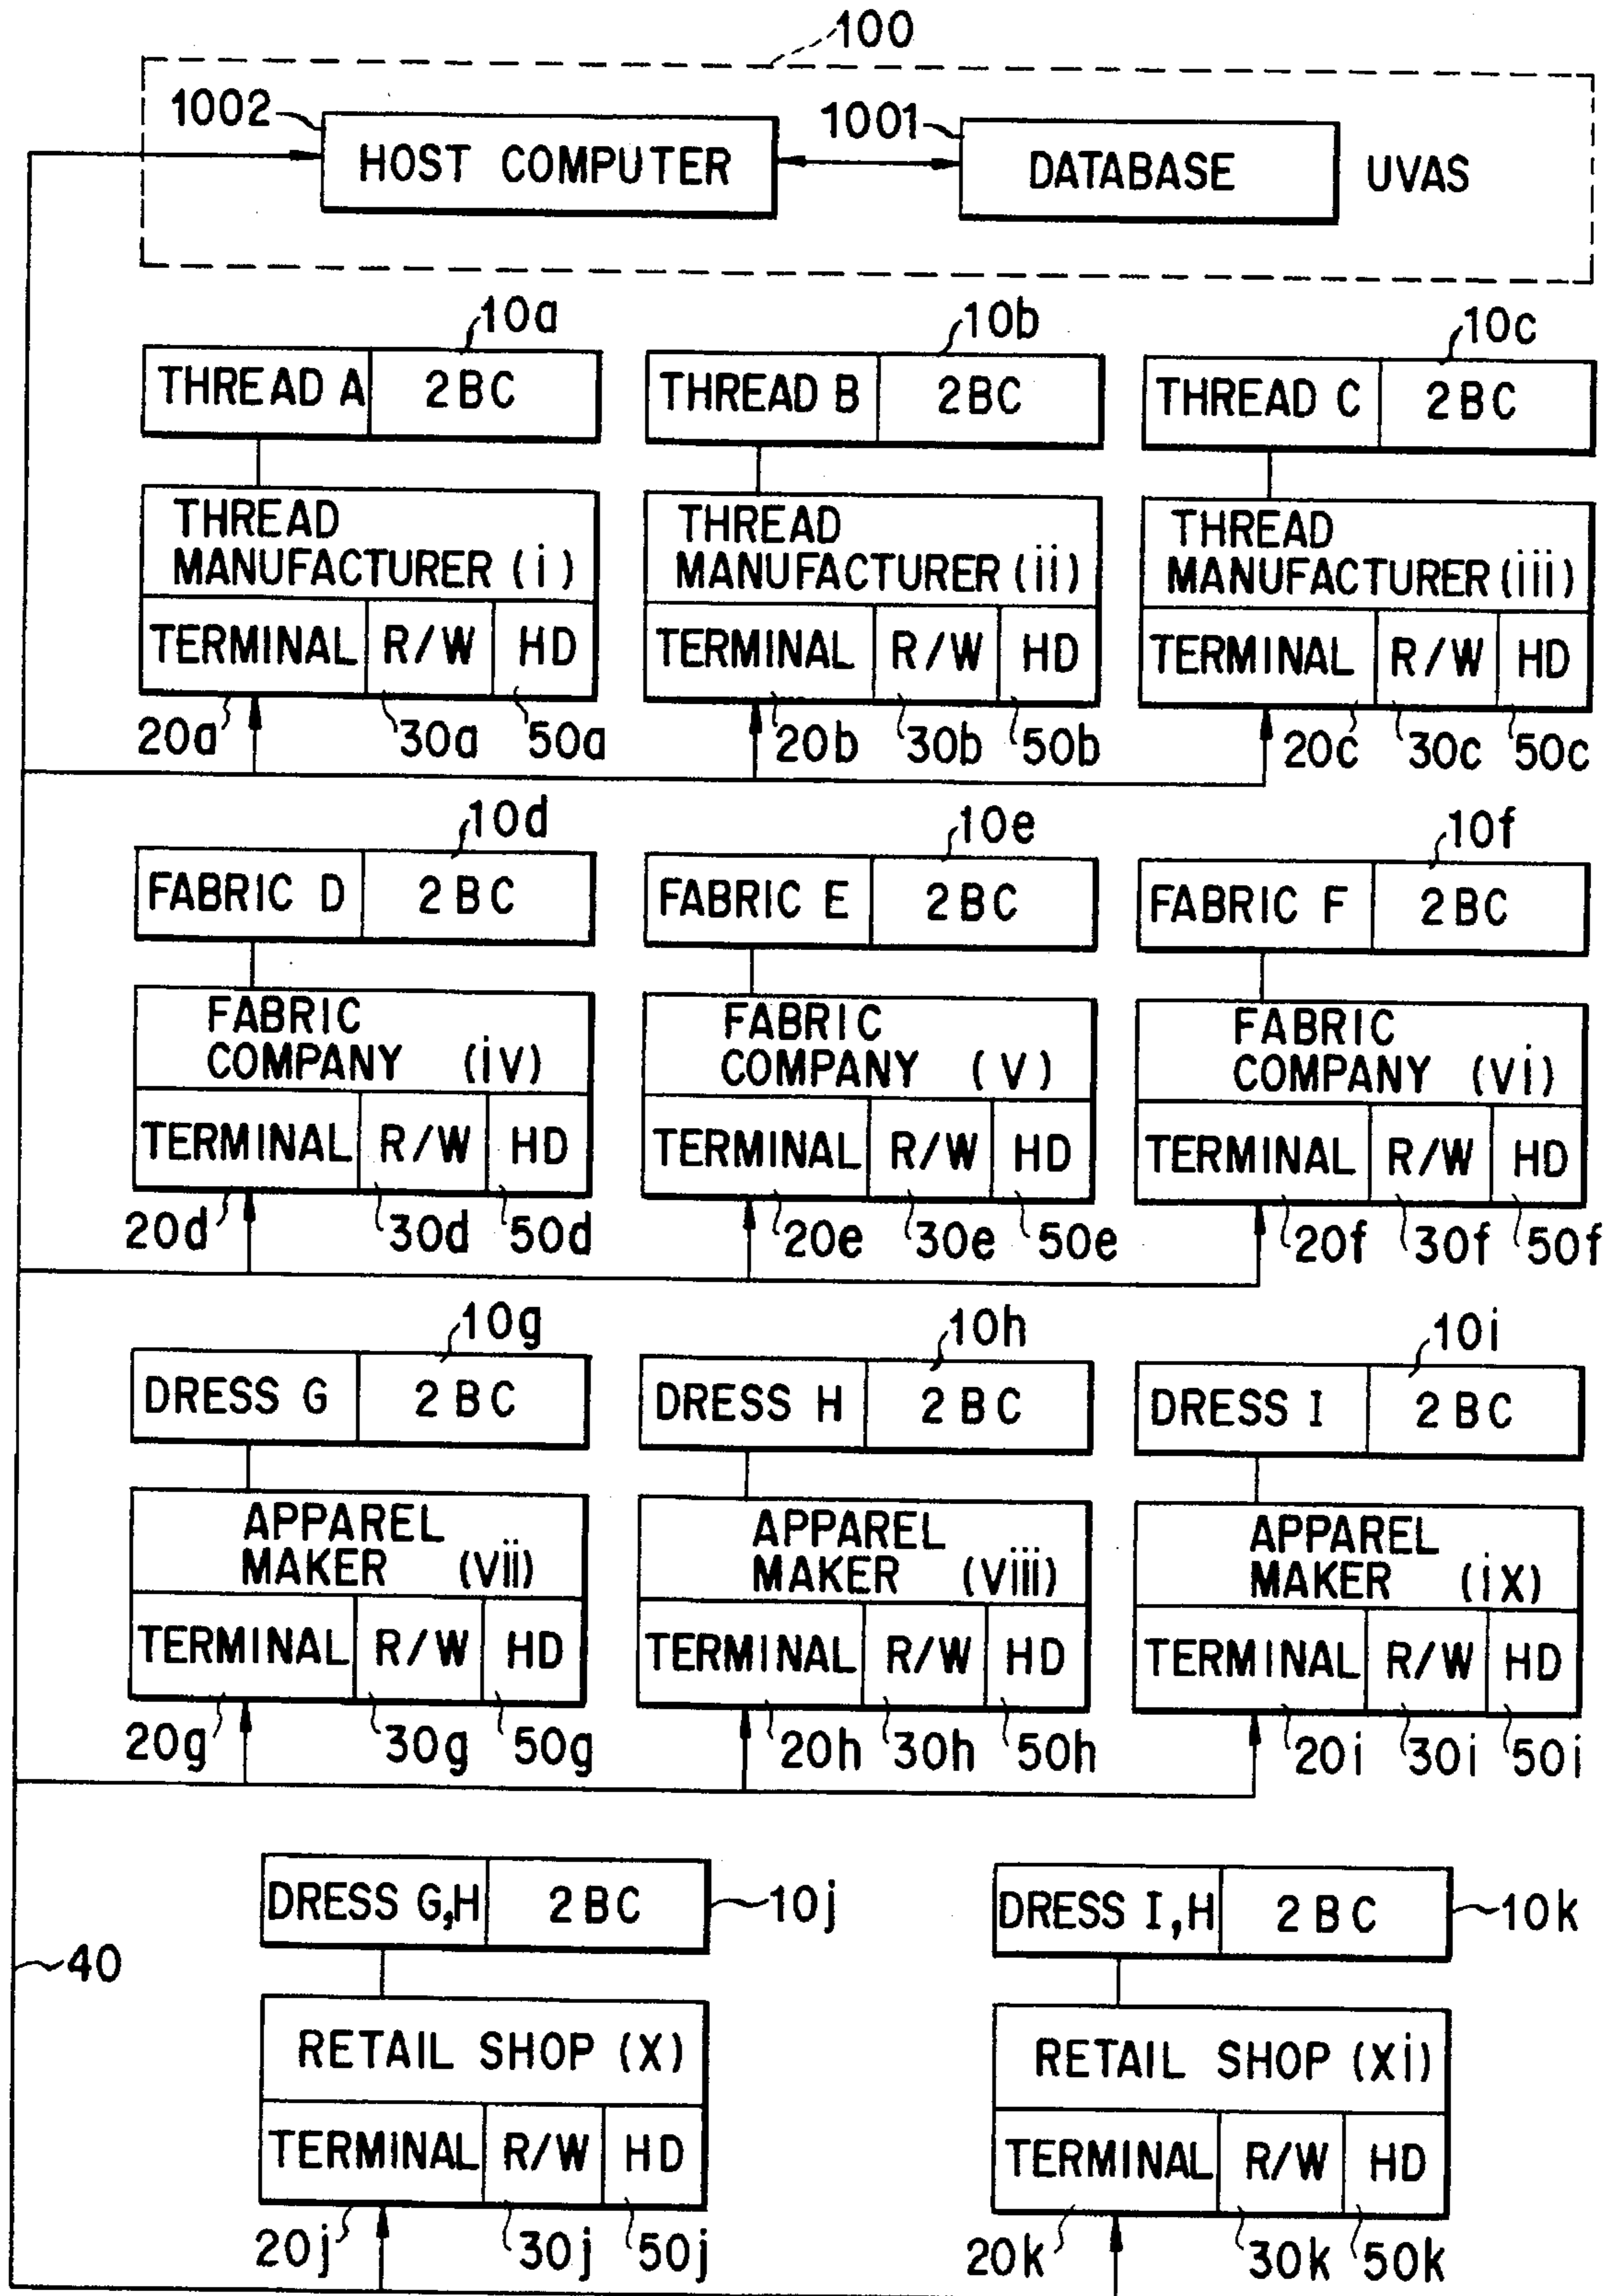 100
1002
1001
HOST COMPUTER
DATABASE
UVAS
10a
10b
10c
THREAD A
2BC
THREAD B
2BC
THREAD C
2BC
THREAD
MANUFACTURER (i)
THREAD
MANUFACTURER (ii)
THREAD
MANUFACTURER (iii)
TERMINAL
R/W
HD
TERMINAL
R/W
HD
TERMINAL
R/W
HD
20a
30a
50a
20b
30b
50b
20c
30c
50c
10d
10e
10f
FABRIC D
2BC
FABRIC E
2BC
FABRIC F
2BC
FABRIC
COMPANY (iv)
FABRIC
COMPANY (v)
FABRIC
COMPANY (vi)
TERMINAL
R/W
HD
TERMINAL
R/W
HD
TERMINAL
R/W
HD
20d
30d
50d
20e
30e
50e
20f
30f
50f
10g
10h
10i
DRESS G
2BC
DRESS H
2BC
DRESS I
2BC
APPAREL
MAKER (vii)
APPAREL
MAKER (viii)
APPAREL
MAKER (ix)
TERMINAL
R/W
HD
TERMINAL
R/W
HD
TERMINAL
R/W
HD
20g
30g
50g
20h
30h
50h
20i
30i
50i
DRESS G,H
2BC
10j
DRESS I,H
2BC
10k
40
RETAIL SHOP (x)
RETAIL SHOP (xi)
TERMINAL
R/W
HD
TERMINAL
R/W
HD
20j
30j
50j
20k
30k
50k